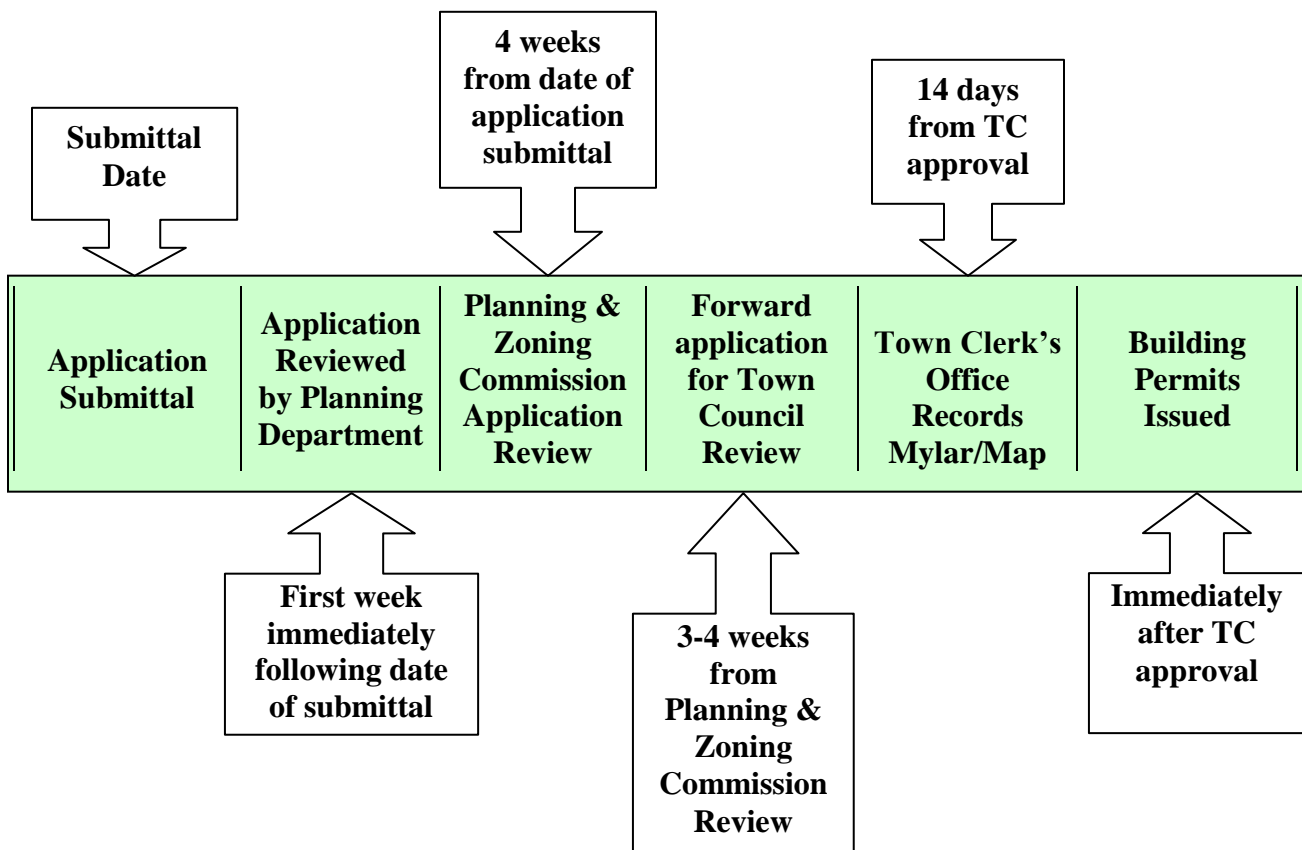 4 weeks
from date of
application
submittal
14 days
from TC
approval
Submittal
Date
Application
Submittal
Application
Reviewed
by Planning
Department
Planning &
Zoning
Commission
Application
Review
Forward
application
for Town
Council
Review
Town Clerk’s
Office
Records
Mylar/Map
Building
Permits
Issued
First week
immediately
following date
of submittal
3-4 weeks
from
Planning &
Zoning
Commission
Review
Immediately
after TC
approval